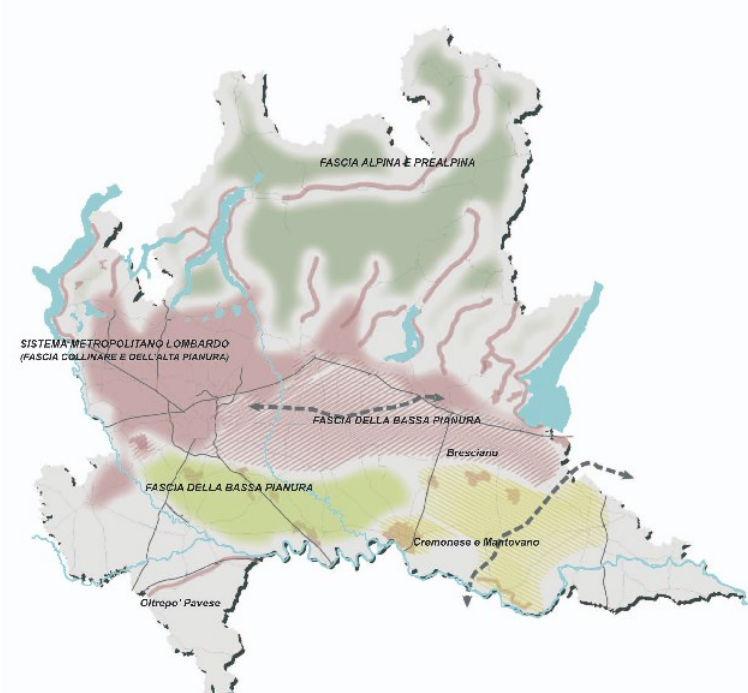 FASCIA ALPINA E PREALPINA
SISTEMA METROPOLITANO LOMBARDO
(FASCIA COLLINARE E DELL'ALTA PIANURA)
FASCIA DELLA BASSA PIANURA
Bresciano
FASCIA DELLA BASSA PIANURA
Cremonese e Mantovano
Oltrepo' Pavese